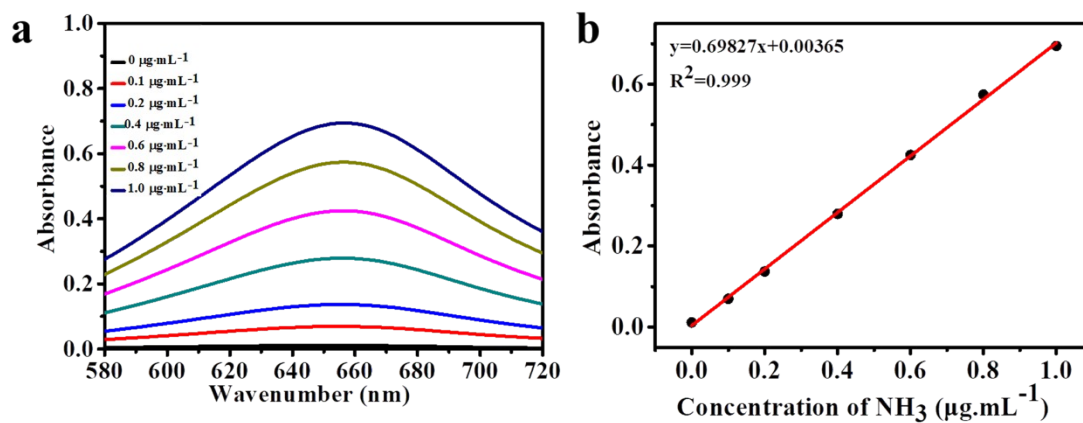 a
1.0
0.8
0.6
0.4
0.2
0.0
Absorbance
0 μg·mL⁻¹
0.1 μg·mL⁻¹
0.2 μg·mL⁻¹
0.4 μg·mL⁻¹
0.6 μg·mL⁻¹
0.8 μg·mL⁻¹
1.0 μg·mL⁻¹
580 600 620 640 660 680 700 720
Wavenumber (nm)
b
y=0.69827x+0.00365
R²=0.999
0.6
0.4
0.2
0.0
Absorbance
0.0 0.2 0.4 0.6 0.8 1.0
Concentration of NH₃ (μg.mL⁻¹)